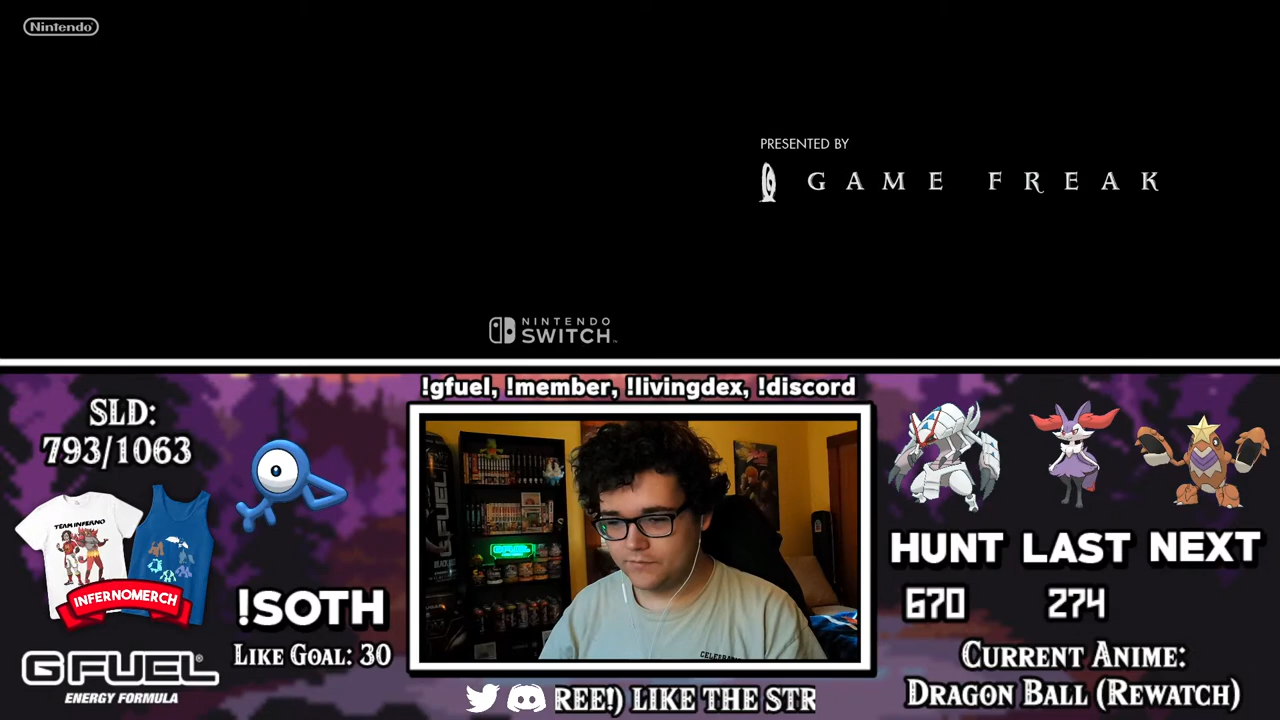 Nintendo
PRESENTED BY
GAME FREAK
NINTENDO
SWITCH
!gfuel, !member, !livingdex, !discord
SLD:
793/1063
TEAM INFERNO
INFERNOMERCH
!SOTH
LIKE GOAL: 30
G FUEL
ENERGY FORMULA
GFUEL
HUNT LAST NEXT
670 274
CURRENT ANIME:
DRAGON BALL (REWATCH)
REE!) LIKE THE STR